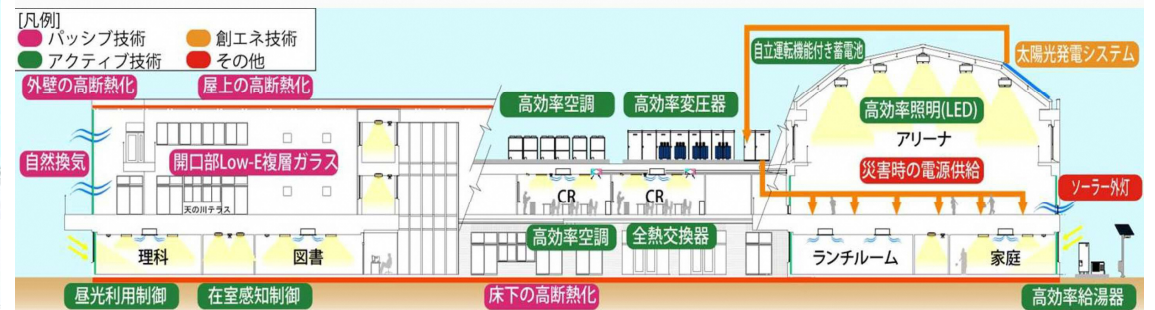 [凡例]
パッシブ技術
創エネ技術
アクティブ技術
その他
外壁の高断熱化
屋上の高断熱化
高効率空調
高効率変圧器
自立運転機能付き蓄電池
太陽光発電システム
高効率照明(LED)
アリーナ
自然換気
開口部Low-E複層ガラス
災害時の電源供給
ソーラー外灯
天の川テラス
CR
CR
高効率空調
全熱交換器
理科
図書
ランチルーム
家庭
昼光利用制御
在室感知制御
床下の高断熱化
高効率給湯器